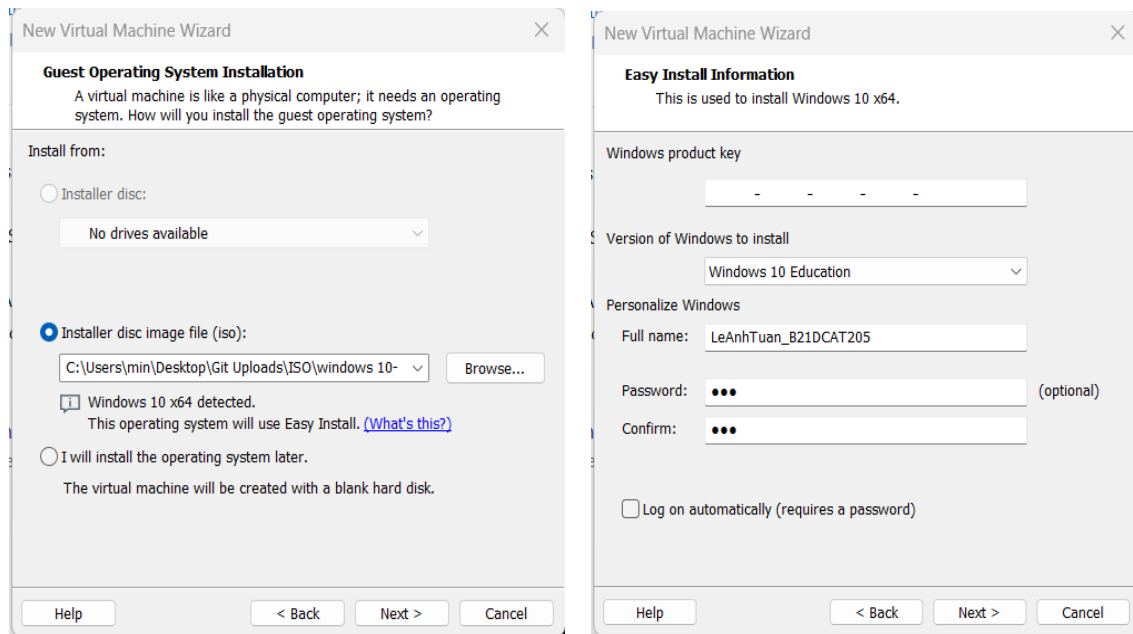 New Virtual Machine Wizard
Guest Operating System Installation
A virtual machine is like a physical computer; it needs an operating
system. How will you install the guest operating system?
Install from:
Installer disc:
No drives available
Installer disc image file (iso):
C:\Users\min\Desktop\Git Uploads\ISO\windows 10-
Browse...
Windows 10 x64 detected.
This operating system will use Easy Install. (What's this?)
I will install the operating system later.
The virtual machine will be created with a blank hard disk.
Help
< Back
Next >
Cancel
New Virtual Machine Wizard
Easy Install Information
This is used to install Windows 10 x64.
Windows product key
- - - -
Version of Windows to install
Windows 10 Education
Personalize Windows
Full name: LeAnhTuan_B21DCAT205
Password: ●●● (optional)
Confirm: ●●●
Log on automatically (requires a password)
Help
< Back
Next >
Cancel